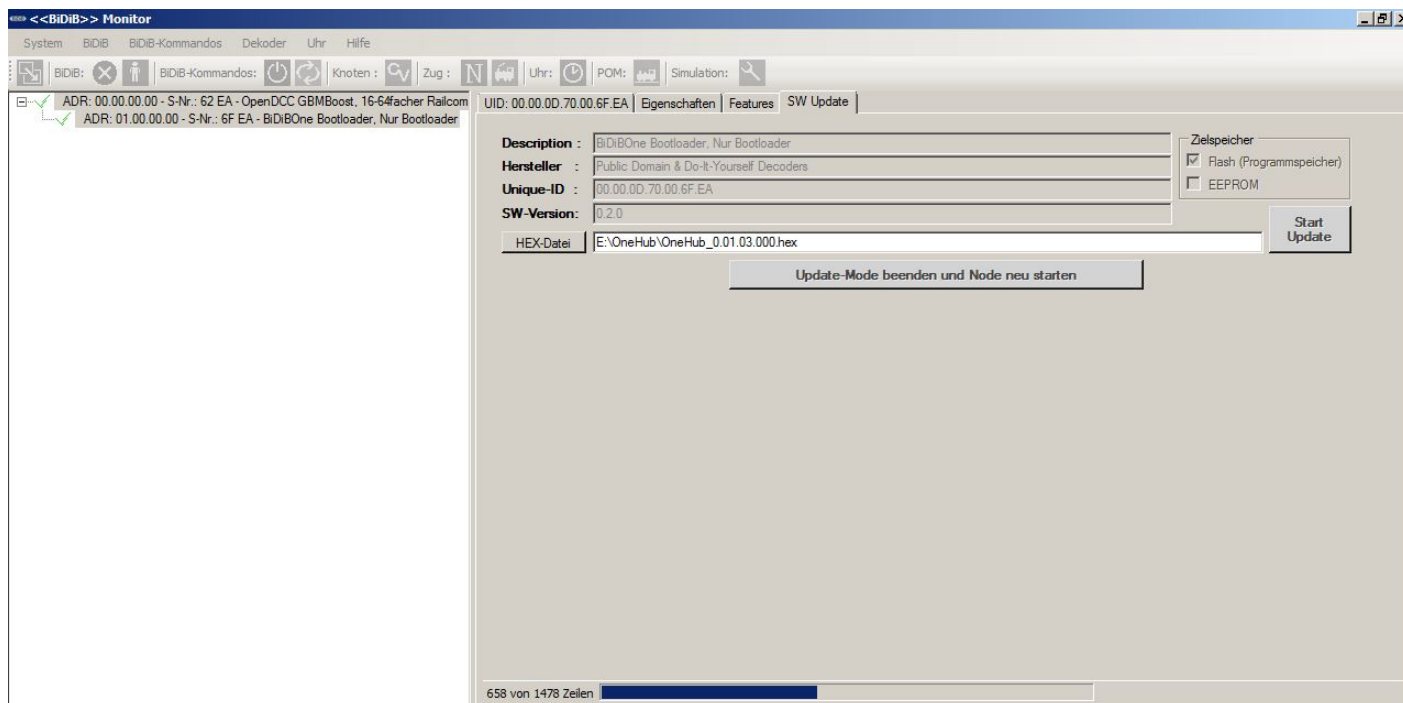 <<BiDiB>> Monitor
System BiDiB BiDiB-Kommandos Dekoder Uhr Hilfe
BiDiB: BiDiB-Kommandos: Knoten : CV Zug : N Uhr: POM: Simulation:
ADR: 00.00.00.00 - S-Nr.: 62 EA - OpenDCC GBMBoost, 16-64facher Railcom
ADR: 01.00.00.00 - S-Nr.: 6F EA - BiDiBOne Bootloader, Nur Bootloader
UID: 00.00.0D.70.00.6F.EA Eigenschaften Features SW Update
Description : BiDiBOne Bootloader, Nur Bootloader
Hersteller : Public Domain & Do-It-Yourself Decoders
Unique-ID : 00.00.0D.70.00.6F.EA
SW-Version: 0.2.0
Zielspeicher
Flash (Programmspeicher)
EEPROM
HEX-Datei E:\OneHub\OneHub_0.01.03.000.hex
Start
Update
Update-Mode beenden und Node neu starten
658 von 1478 Zeilen